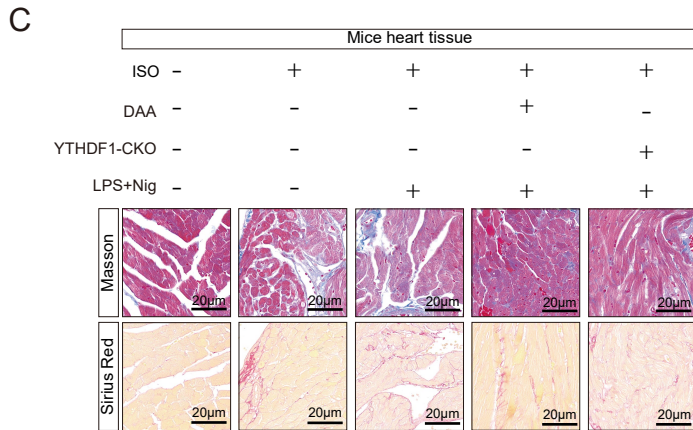 C
Mice heart tissue
ISO – + + + +
DAA – – – + –
YTHDF1-CKO – – – – +
LPS+Nig – – + + +
Masson
20μm 20μm 20μm 20μm 20μm
Sirius Red
20μm 20μm 20μm 20μm 20μm